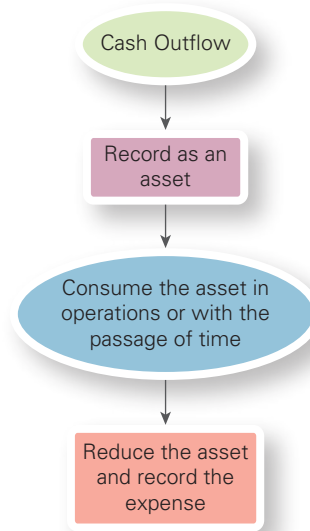 Cash Outflow
Record as an
asset
Consume the asset in
operations or with the
passage of time
Reduce the asset
and record the
expense